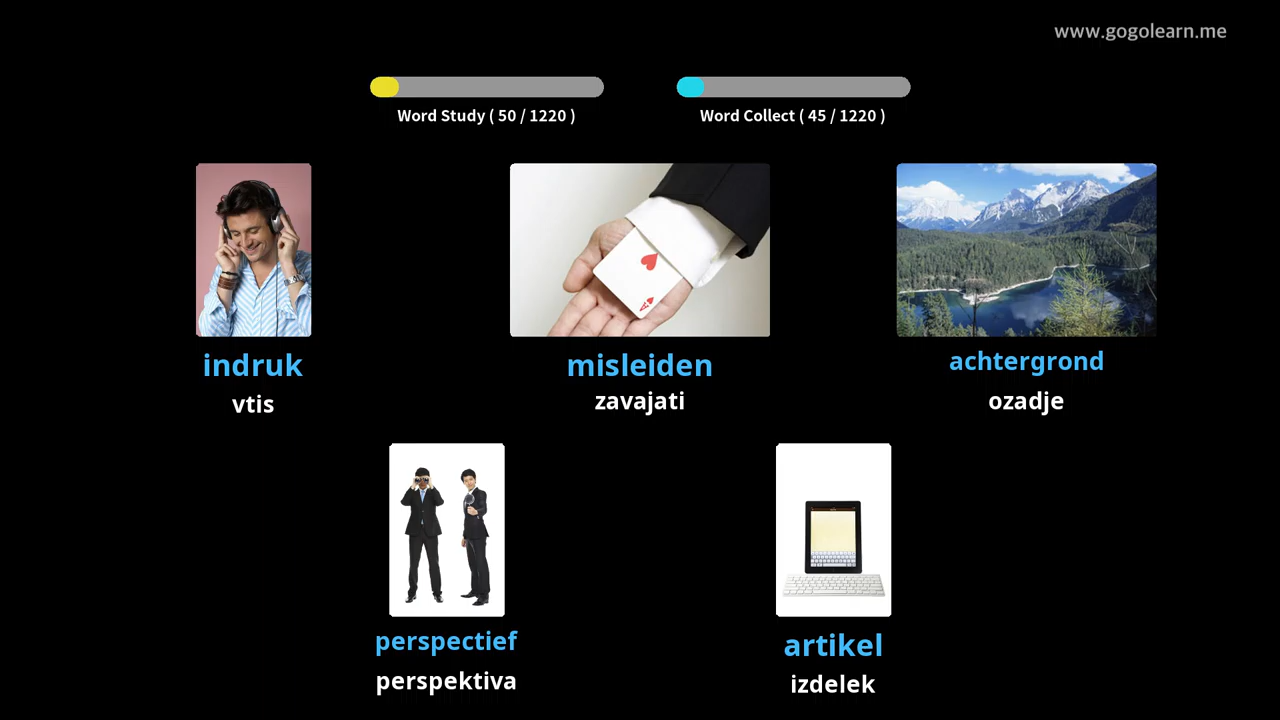 www.gogolearn.me
Word Study ( 50 / 1220 )
Word Collect ( 45 / 1220 )
indruk
vtis
misleiden
zavajati
achtergrond
ozadje
perspectief
perspektiva
artikel
izdelek